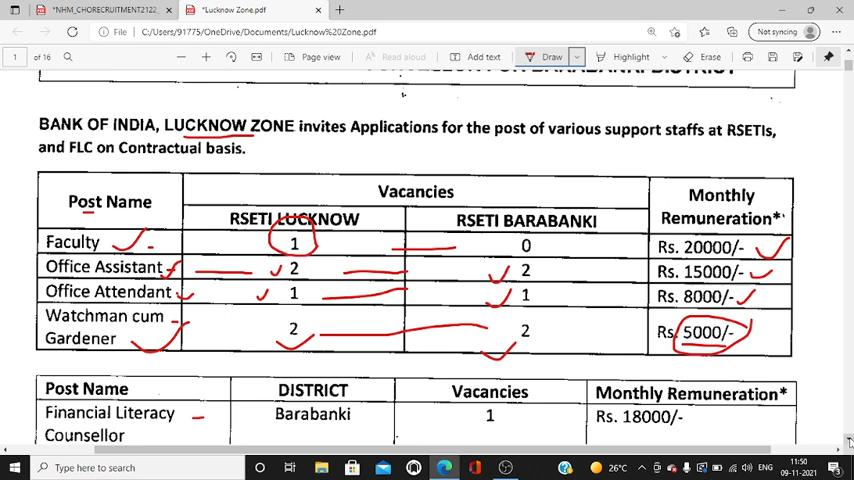 *NHM_CHORECRUITMENT2122_
*Lucknow Zone.pdf
File
C:/Users/91775/OneDrive/Documents/Lucknow%20Zone.pdf
Not syncing
1 of 16
Page view
Read aloud
Add text
Draw
Highlight
Erase
BARABANKI DISTRICT
BANK OF INDIA, LUCKNOW ZONE invites Applications for the post of various support staffs at RSETIs,
and FLC on Contractual basis.
Post Name
Vacancies
Monthly
Remuneration*
RSETI LUCKNOW
RSETI BARABANKI
Faculty 1 0 Rs. 20000/-
Office Assistant 2 2 Rs. 15000/-
Office Attendant 1 1 Rs. 8000/-
Watchman cum
Gardener 2 2 Rs. 5000/-
Post Name DISTRICT Vacancies Monthly Remuneration*
Financial Literacy Barabanki 1 Rs. 18000/-
Counsellor
Type here to search
26°C
ENG
11:50
09-11-2021
3